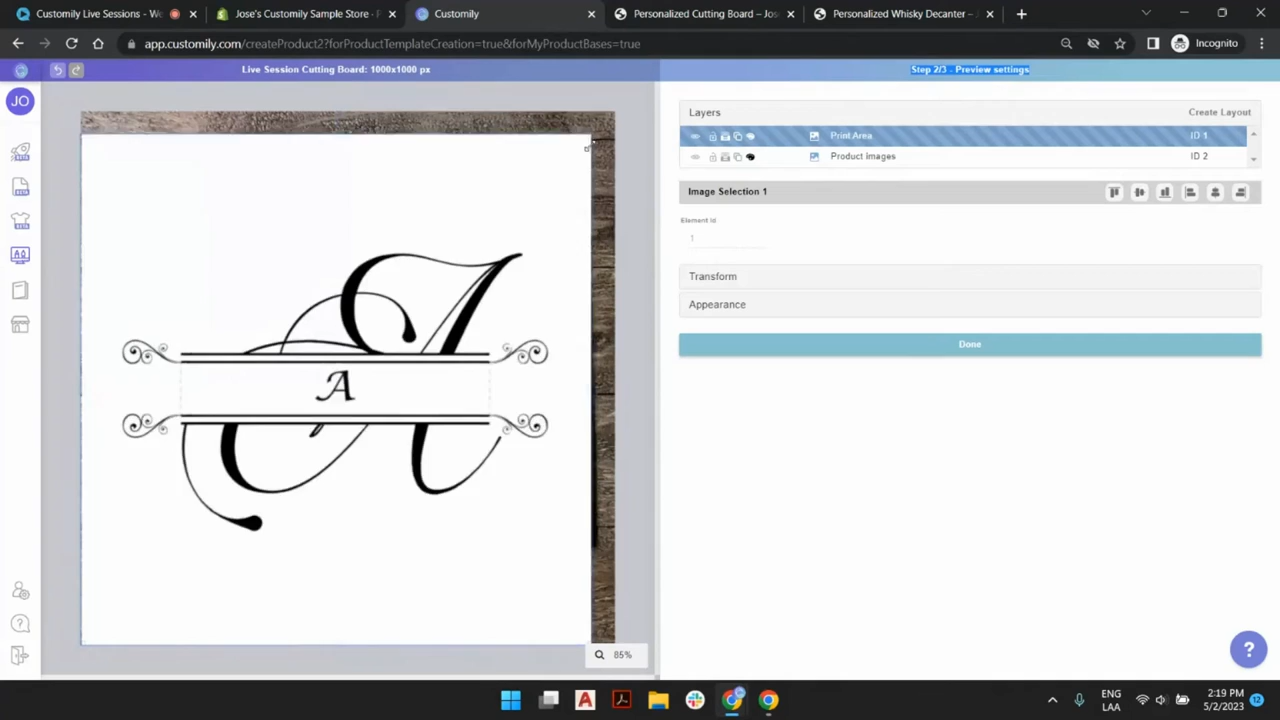 Customily Live Sessions - We
Jose's Customily Sample Store · P
Customily
Personalized Cutting Board – Jos
Personalized Whisky Decanter – J
app.customily.com/createProduct2?forProductTemplateCreation=true&forMyProductBases=true
Incognito
Live Session Cutting Board: 1000x1000 px
Step 2/3 - Preview settings
JO
Layers
Create Layout
Print Area
ID 1
Product images
ID 2
Image Selection 1
Element Id
1
Transform
Appearance
Done
A
A
85%
?
ENG
LAA
2:19 PM
5/2/2023
12